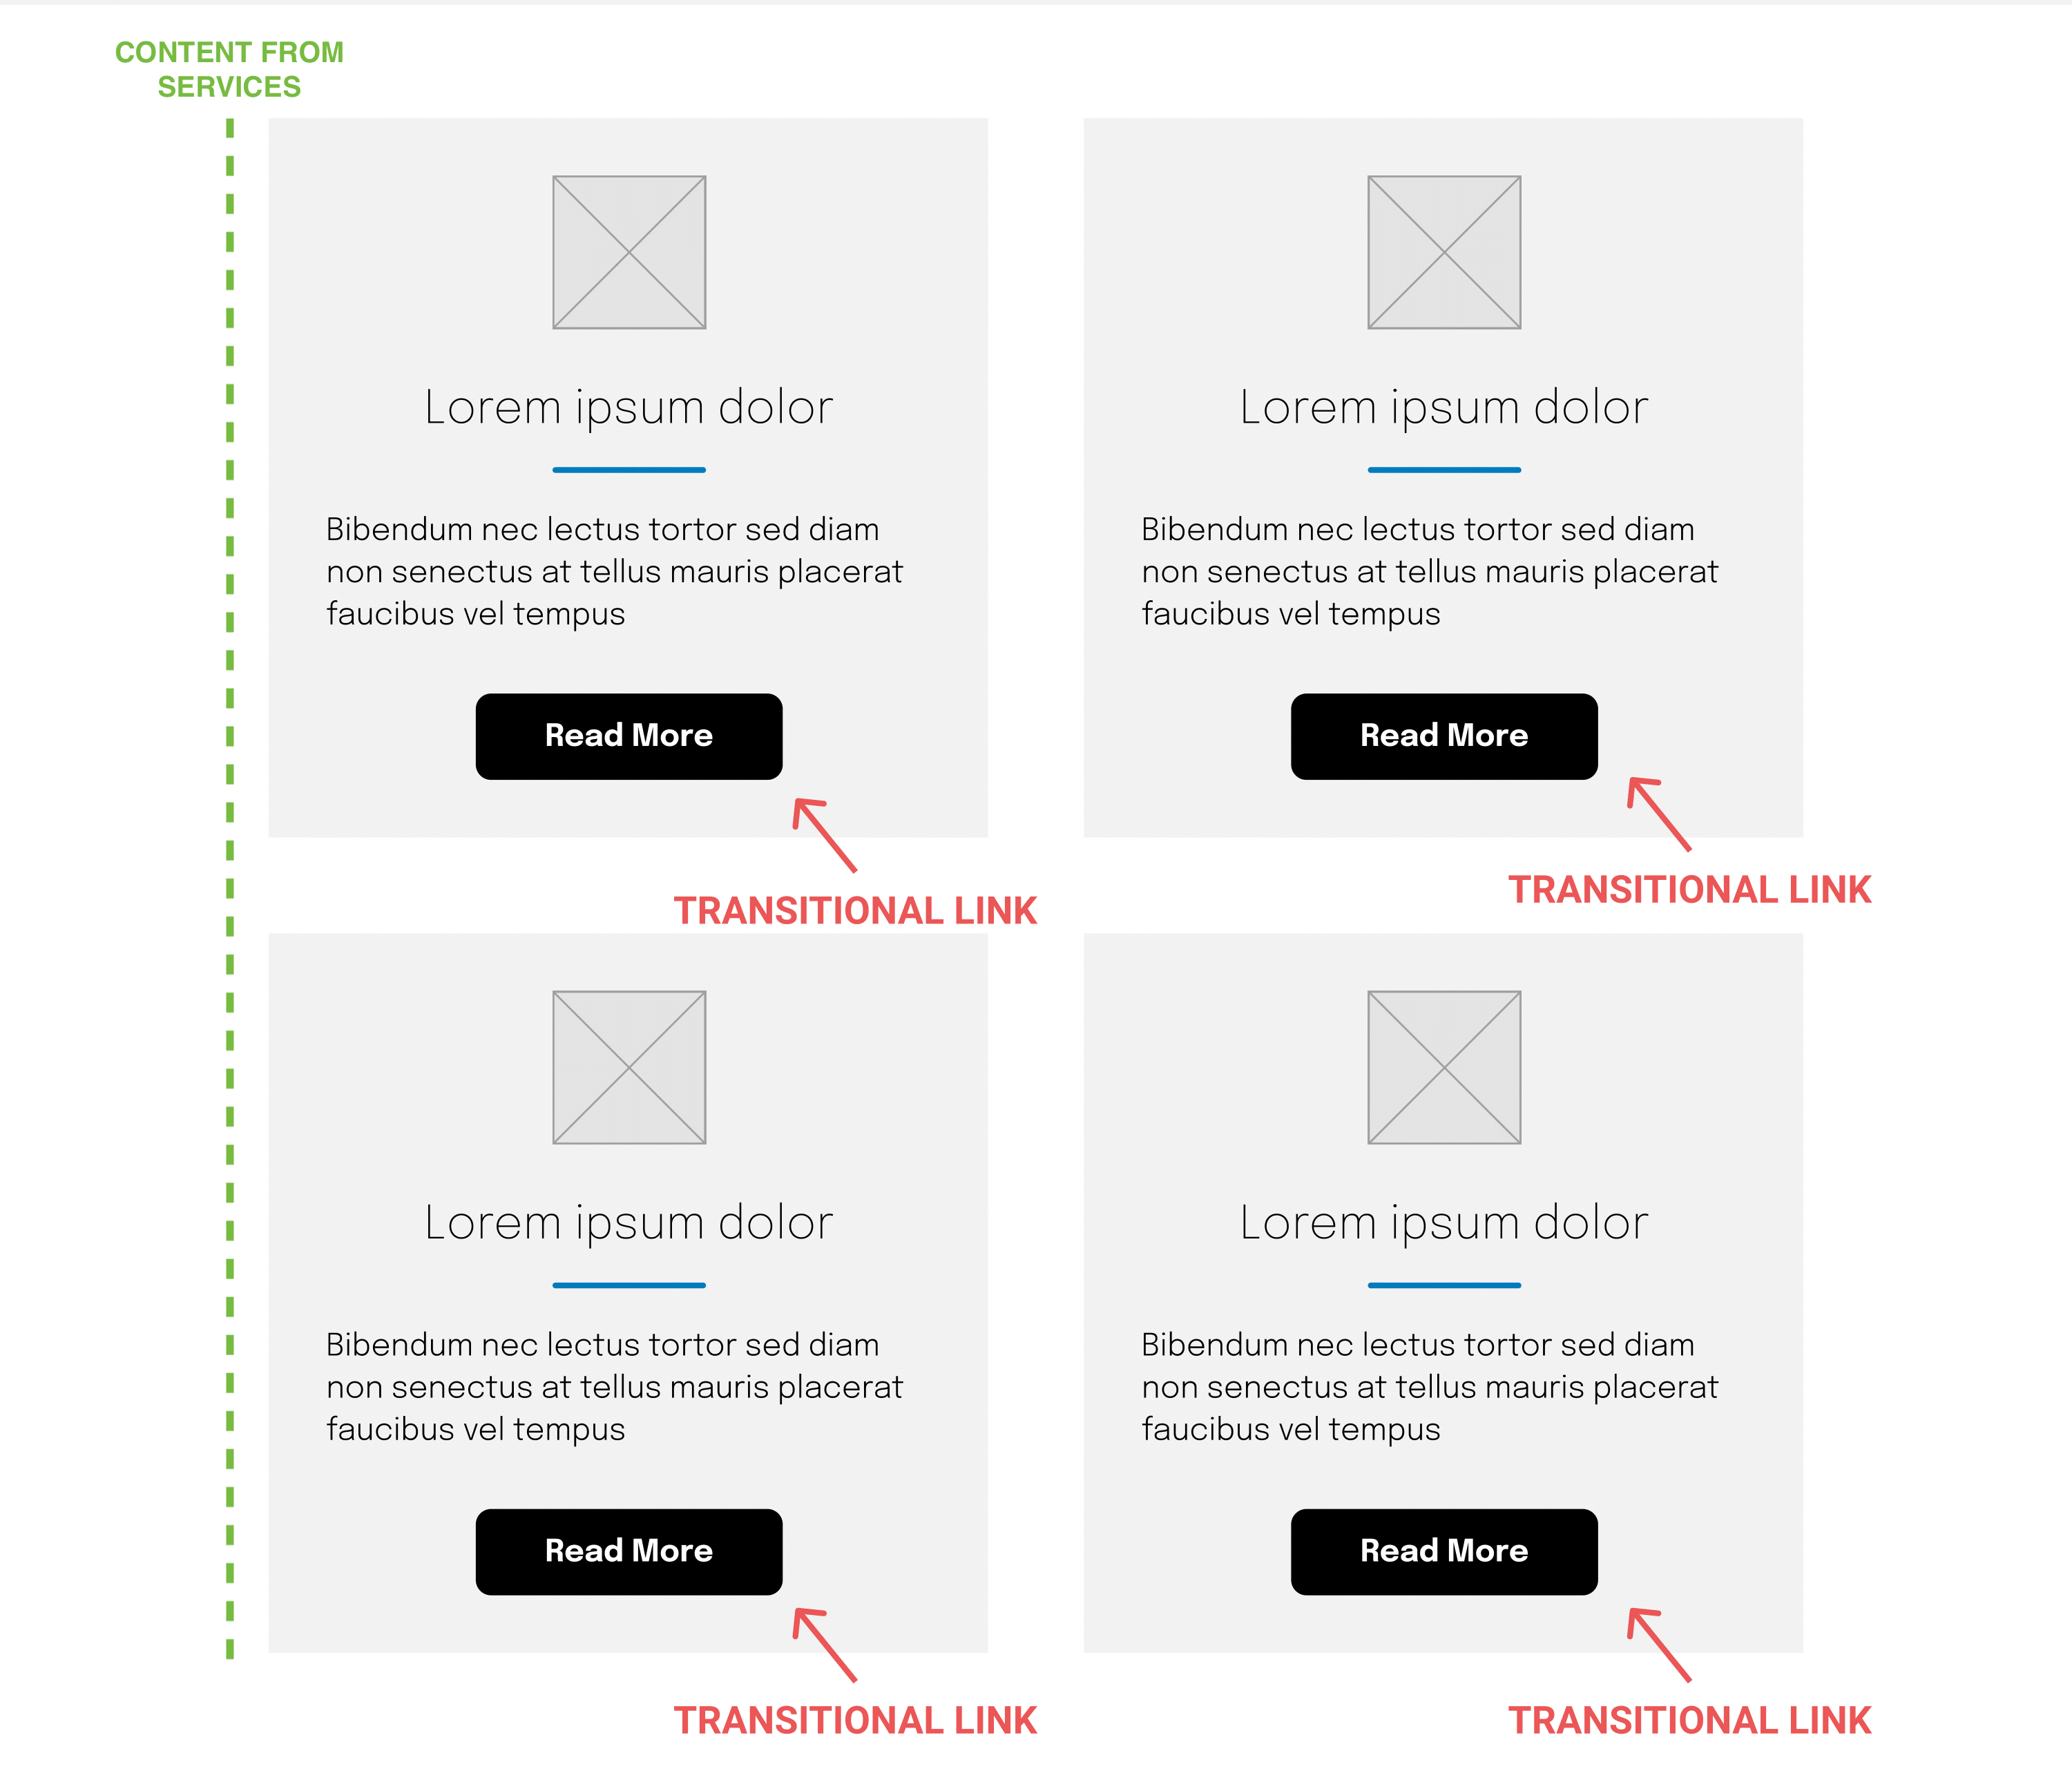 CONTENT FROM
SERVICES
Lorem ipsum dolor
Bibendum nec lectus tortor sed diam
non senectus at tellus mauris placerat
faucibus vel tempus
Read More
TRANSITIONAL LINK
Lorem ipsum dolor
Bibendum nec lectus tortor sed diam
non senectus at tellus mauris placerat
faucibus vel tempus
Read More
TRANSITIONAL LINK
Lorem ipsum dolor
Bibendum nec lectus tortor sed diam
non senectus at tellus mauris placerat
faucibus vel tempus
Read More
TRANSITIONAL LINK
Lorem ipsum dolor
Bibendum nec lectus tortor sed diam
non senectus at tellus mauris placerat
faucibus vel tempus
Read More
TRANSITIONAL LINK